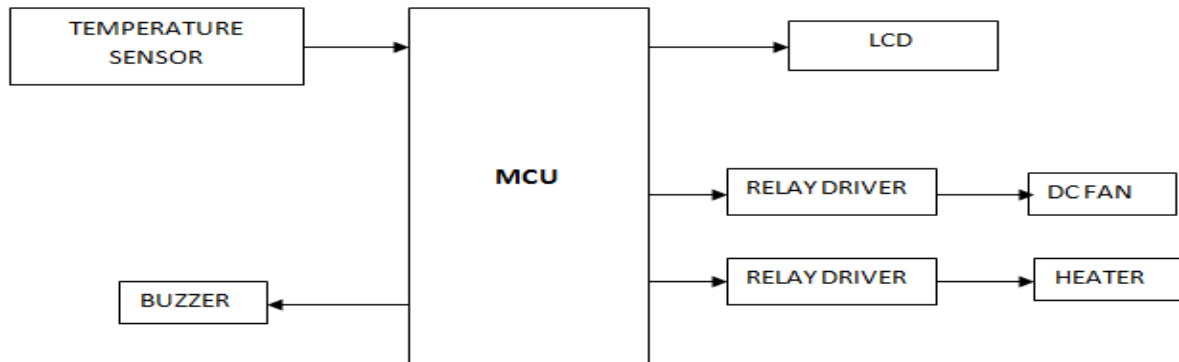 TEMPERATURE
SENSOR
LCD
MCU
RELAY DRIVER
DC FAN
RELAY DRIVER
HEATER
BUZZER